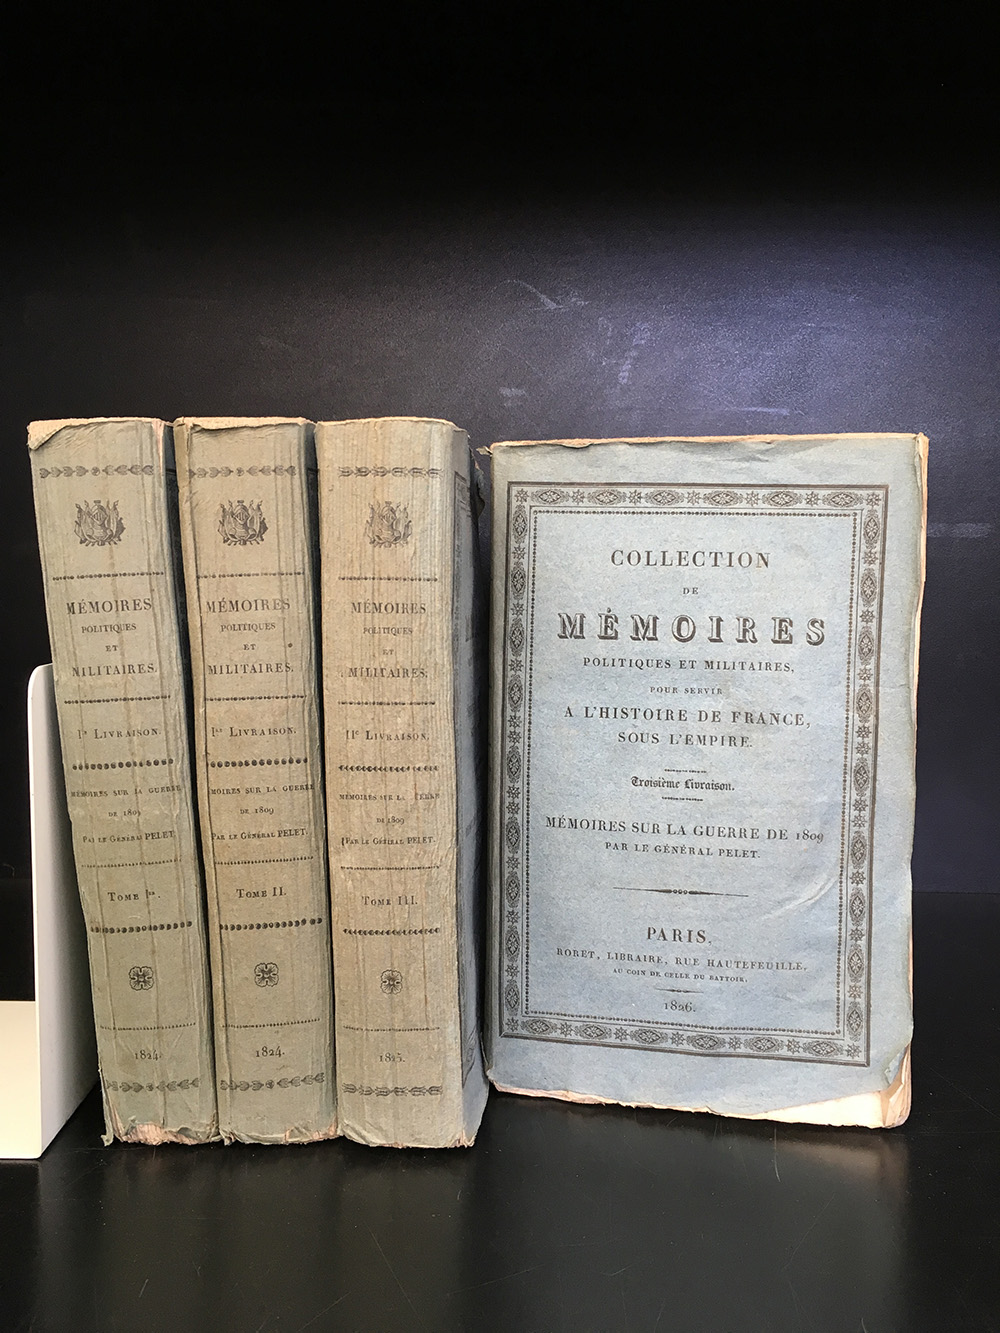 MÉMOIRES
POLITIQUES
ET
MILITAIRES.
Ire LIVRAISON
MÉMOIRES SUR LA GUERRE
DE 1809
PAR LE GÉNÉRAL PELET.
TOME Ier.
1824.
MÉMOIRES
POLITIQUES
ET
MILITAIRES.
Ire LIVRAISON.
MOIRES SUR LA GUERRE
DE 1809
PAR LE GÉNÉRAL PELET.
TOME II.
1824.
MÉMOIRES
POLITIQUES
ET
MILITAIRES.
IIe LIVRAISON.
MÉMOIRES SUR LA
DE 1809
PAR LE GÉNÉRAL PELET.
TOME III.
1825.
COLLECTION
DE
MÉMOIRES
POLITIQUES ET MILITAIRES,
POUR SERVIR
A L'HISTOIRE DE FRANCE,
SOUS L'EMPIRE.
Troisième Livraison.
MÉMOIRES SUR LA GUERRE DE 1809
PAR LE GÉNÉRAL PELET.
PARIS.
RORET, LIBRAIRE, RUE HAUTEFEUILLE,
AU COIN DE CELLE DU BATTOIR.
1826.